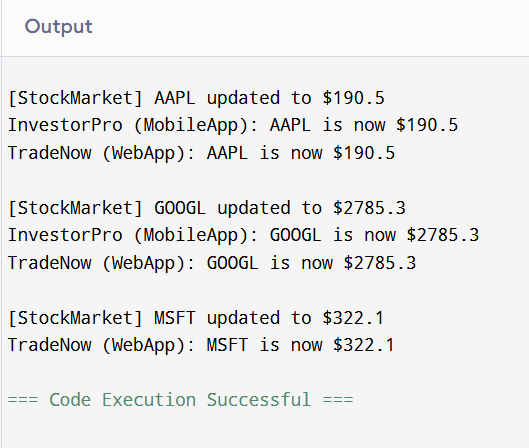 Output
[StockMarket] AAPL updated to $190.5
InvestorPro (MobileApp): AAPL is now $190.5
TradeNow (WebApp): AAPL is now $190.5
[StockMarket] GOOGL updated to $2785.3
InvestorPro (MobileApp): GOOGL is now $2785.3
TradeNow (WebApp): GOOGL is now $2785.3
[StockMarket] MSFT updated to $322.1
TradeNow (WebApp): MSFT is now $322.1
=== Code Execution Successful ===